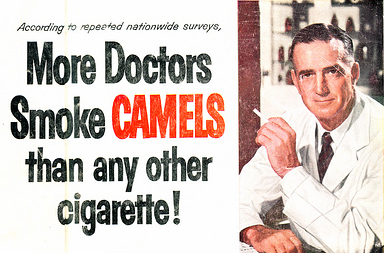 According to repeated nationwide surveys,
More Doctors
Smoke CAMELS
than any other
cigarette!